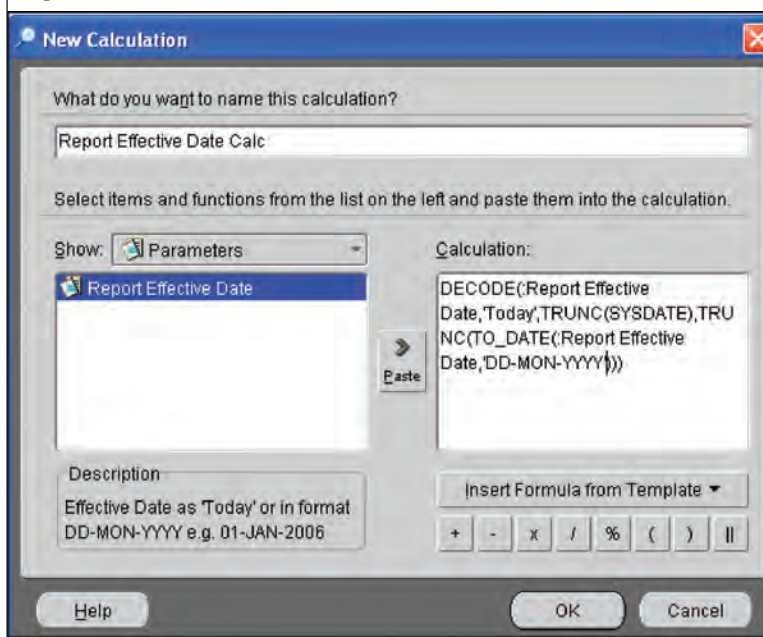 New Calculation
What do you want to name this calculation?
Report Effective Date Calc
Select items and functions from the list on the left and paste them into the calculation.
Show: Parameters
Report Effective Date
Paste
Calculation:
DECODE(:Report Effective
Date,'Today',TRUNC(SYSDATE),TRU
NC(TO_DATE(:Report Effective
Date,'DD-MON-YYYY')))
Description
Effective Date as 'Today' or in format
DD-MON-YYYY e.g. 01-JAN-2006
Insert Formula from Template
+ - x / % ( ) ||
Help
OK
Cancel